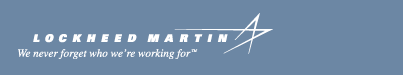 LOCKHEED MARTIN
We never forget who we're working for™